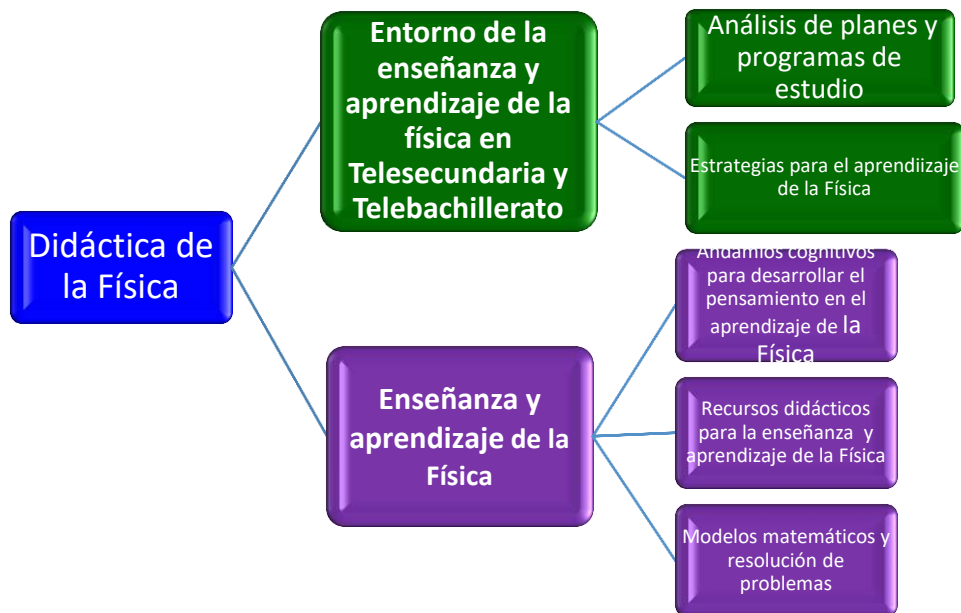 Didáctica de
la Física
Entorno de la
enseñanza y
aprendizaje de la
física en
Telesecundaria y
Telebachillerato
Análisis de planes y
programas de
estudio
Estrategias para el aprendiizaje
de la Física
Enseñanza y
aprendizaje de la
Física
Andamios cognitivos
para desarrollar el
pensamiento en el
aprendizaje de la
Física
Recursos didácticos
para la enseñanza y
aprendizaje de la Física
Modelos matemáticos y
resolución de
problemas